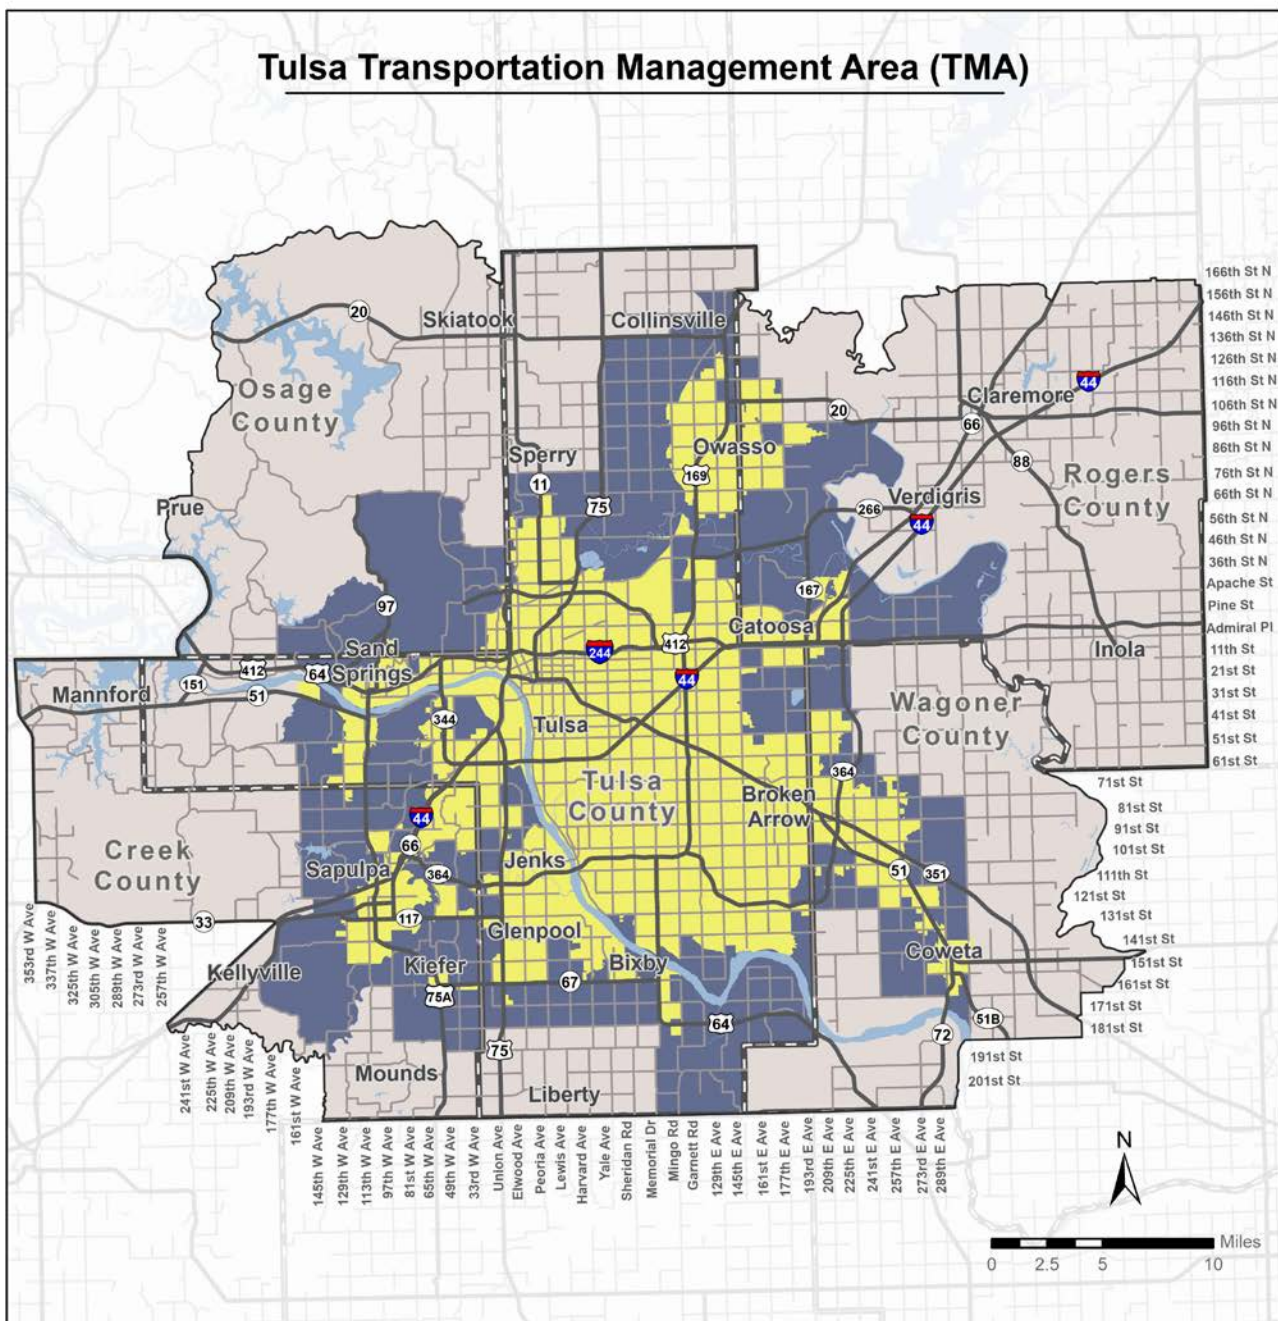 Tulsa Transportation Management Area (TMA)
166th St N
156th St N
146th St N
136th St N
126th St N
116th St N
106th St N
96th St N
86th St N
76th St N
66th St N
56th St N
46th St N
36th St N
Apache St
Pine St
Admiral Pl
11th St
21st St
31st St
41st St
51st St
61st St
71st St
81st St
91st St
101st St
111th St
121st St
131st St
141st St
151st St
161st St
171st St
181st St
191st St
201st St
20
Skiatook
Collinsville
Osage
County
44
Claremore
20
66
Owasso
Sperry
88
Rogers
County
169
11
75
Verdigris
266
44
Prue
97
167
Catoosa
Sand
Springs
412
244
Inola
412
64
151
51
Mannford
44
Wagoner
County
344
Tulsa
Tulsa
County
364
Broken
Arrow
44
66
Creek
County
Jenks
Sapulpa
364
51
351
33
117
Glenpool
Coweta
Kellyville
Kiefer
Bixby
67
75A
64
51B
72
75
Mounds
Liberty
353rd W Ave
337th W Ave
325th W Ave
305th W Ave
289th W Ave
273rd W Ave
257th W Ave
241st W Ave
225th W Ave
209th W Ave
193rd W Ave
177th W Ave
161st W Ave
145th W Ave
129th W Ave
113th W Ave
97th W Ave
81st W Ave
65th W Ave
49th W Ave
33rd W Ave
Union Ave
Elwood Ave
Peoria Ave
Lewis Ave
Harvard Ave
Yale Ave
Sheridan Rd
Memorial Dr
Mingo Rd
Garnett Rd
129th E Ave
145th E Ave
161st E Ave
177th E Ave
193rd E Ave
209th E Ave
225th E Ave
241st E Ave
257th E Ave
273rd E Ave
289th E Ave
N
Miles
0 2.5 5 10